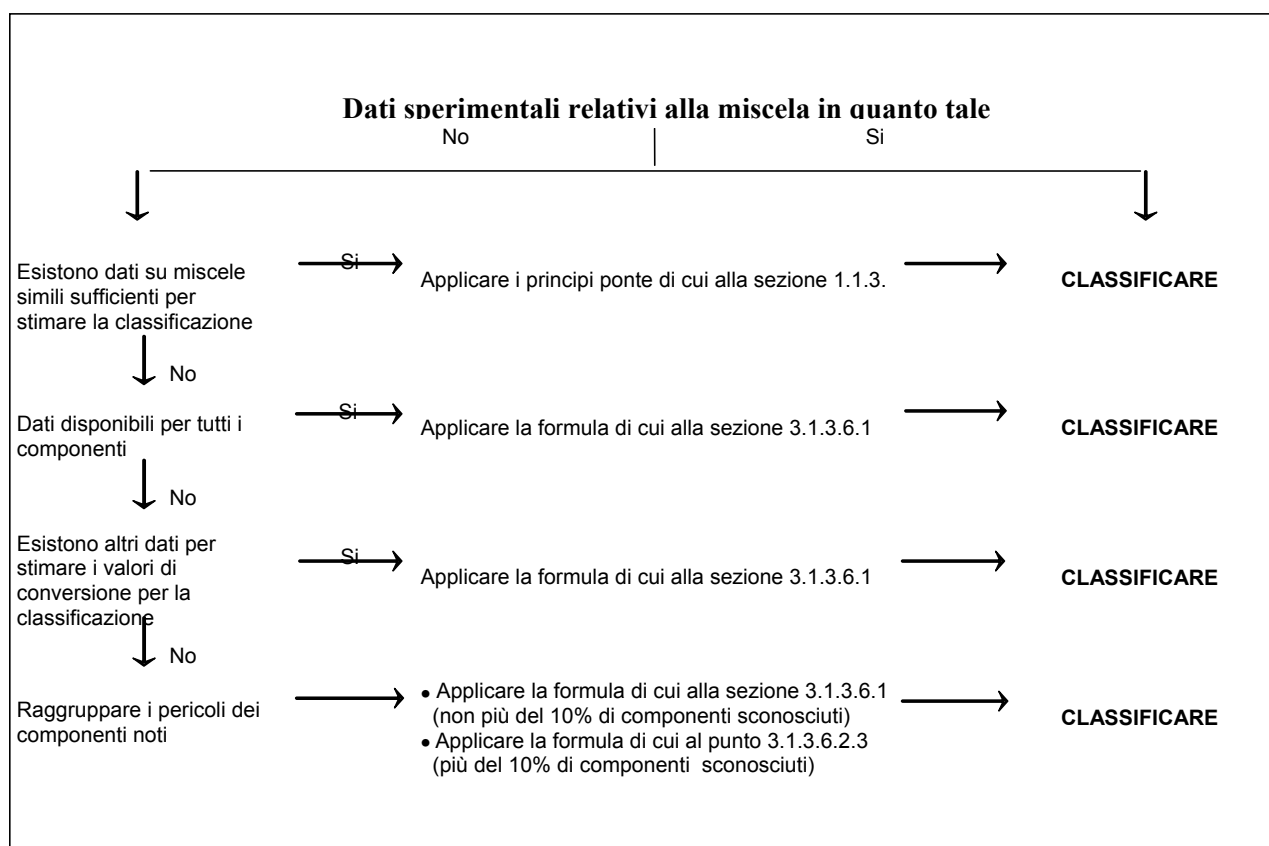 Dati sperimentali relativi alla miscela in quanto tale
No
Si
Esistono dati su miscele
simili sufficienti per
stimare la classificazione
Si
Applicare i principi ponte di cui alla sezione 1.1.3.
CLASSIFICARE
No
Dati disponibili per tutti i
componenti
Si
Applicare la formula di cui alla sezione 3.1.3.6.1
CLASSIFICARE
No
Esistono altri dati per
stimare i valori di
conversione per la
classificazione
Si
Applicare la formula di cui alla sezione 3.1.3.6.1
CLASSIFICARE
No
Raggruppare i pericoli dei
componenti noti
• Applicare la formula di cui alla sezione 3.1.3.6.1
(non più del 10% di componenti sconosciuti)
• Applicare la formula di cui al punto 3.1.3.6.2.3
(più del 10% di componenti sconosciuti)
CLASSIFICARE